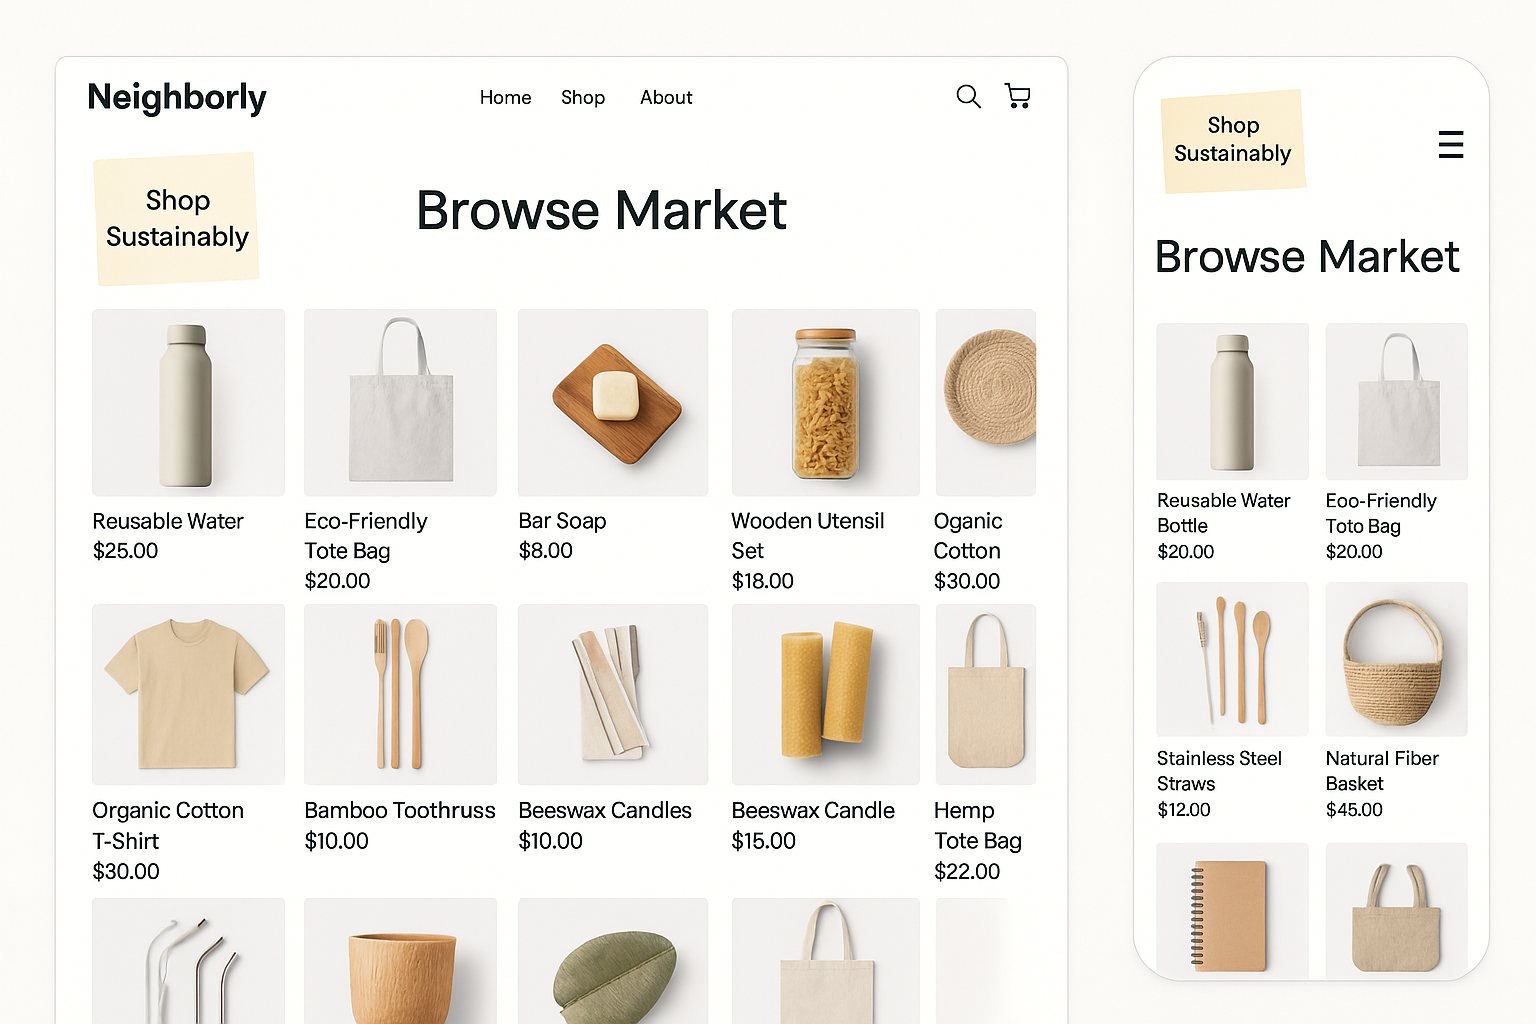 Neighborly
Home Shop About
Shop
Sustainably
Browse Market
Reusable Water
$25.00
Eco-Friendly
Tote Bag
$20.00
Bar Soap
$8.00
Wooden Utensil
Set
$18.00
Oganic
Cotton
$30.00
Organic Cotton
T-Shirt
$30.00
Bamboo Toothruss
$10.00
Beeswax Candles
$10.00
Beeswax Candle
$15.00
Hemp
Tote Bag
$22.00
Shop
Sustainably
Browse Market
Reusable Water
Bottle
$20.00
Eoo-Friendly
Toto Bag
$20.00
Stainless Steel
Straws
$12.00
Natural Fiber
Basket
$45.00